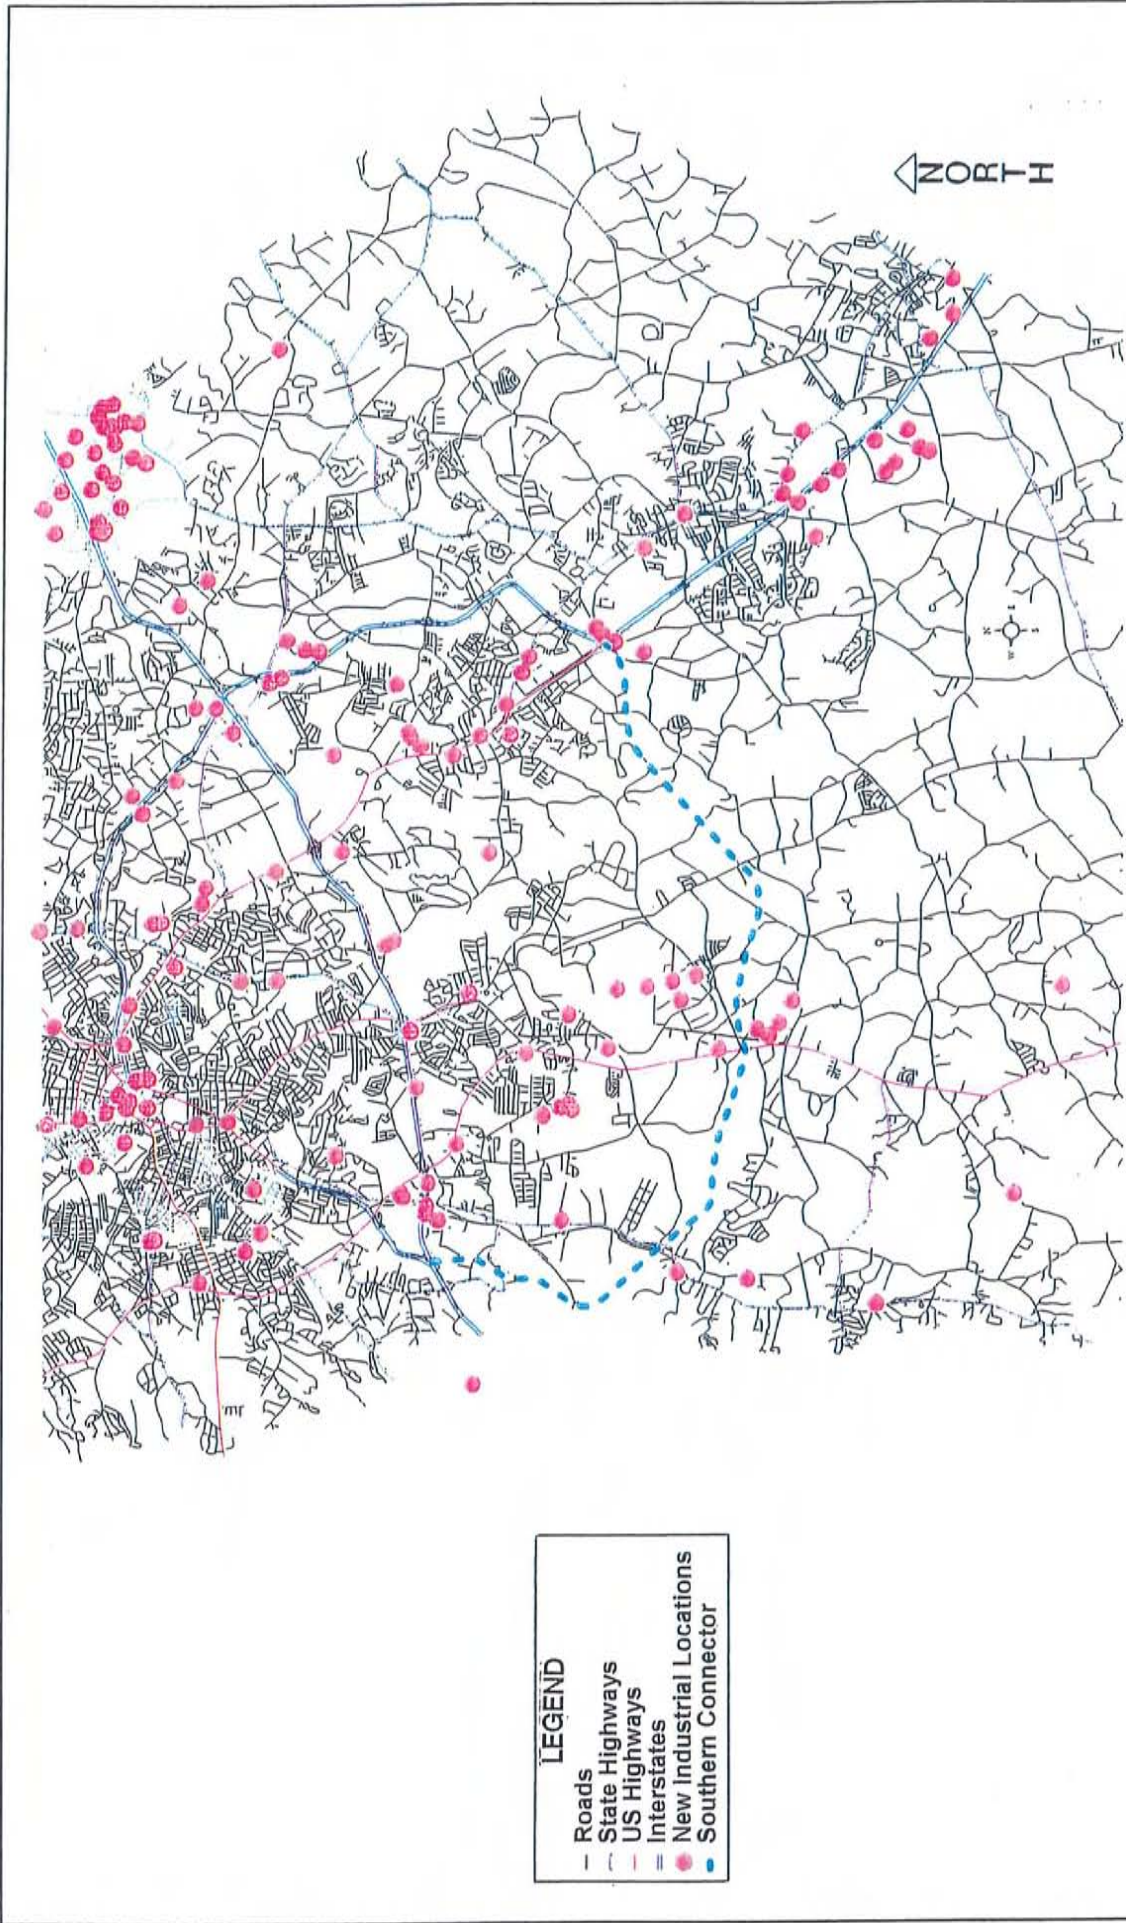 NORTH
N
LEGEND
Roads
State Highways
US Highways
Interstates
New Industrial Locations
Southern Connector